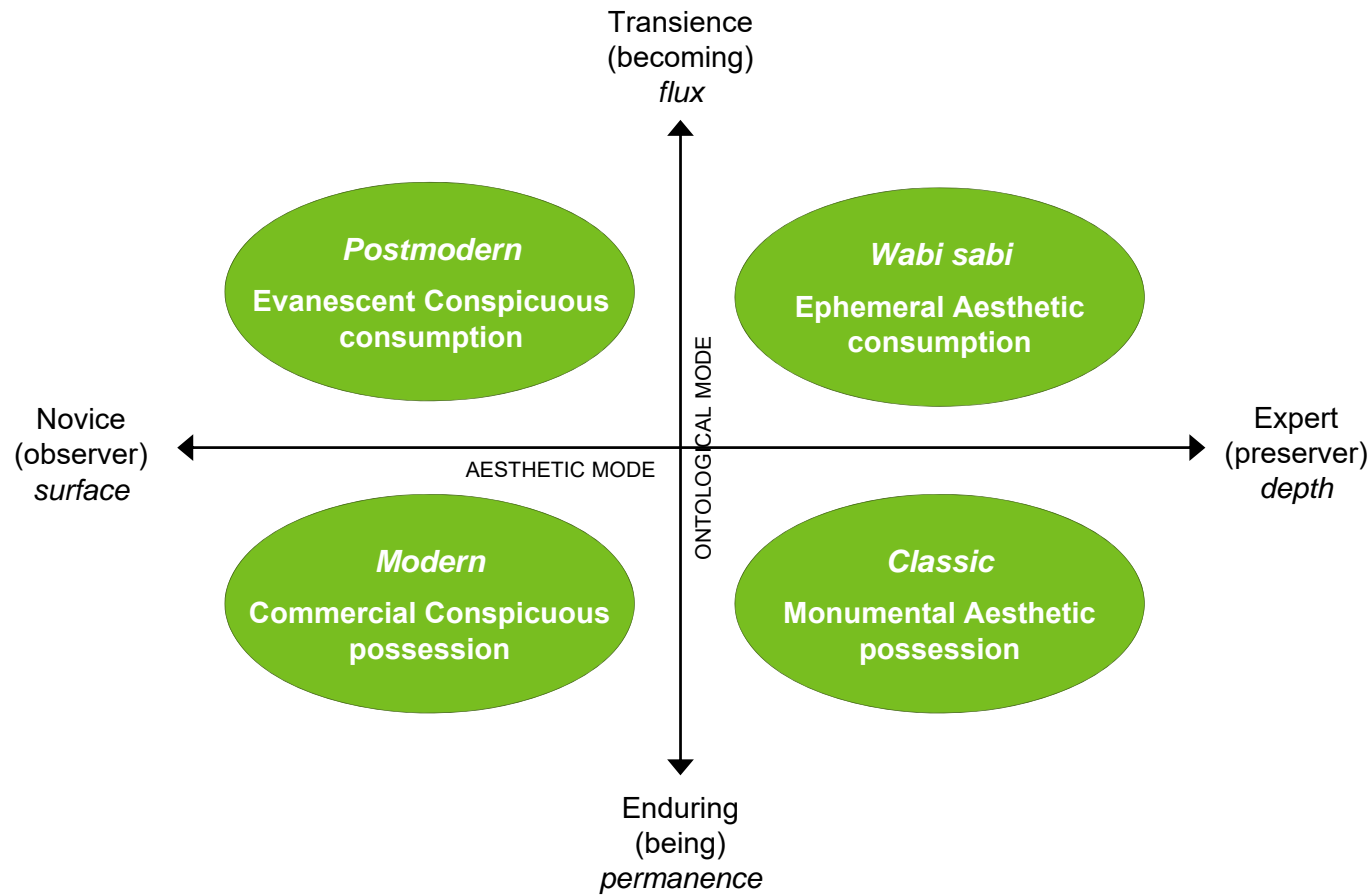 Transience
(becoming)
flux
Postmodern
Evanescent Conspicuous
consumption
Wabi sabi
Ephemeral Aesthetic
consumption
Novice
(observer)
surface
AESTHETIC MODE
ONTOLOGICAL MODE
Expert
(preserver)
depth
Modern
Commercial Conspicuous
possession
Classic
Monumental Aesthetic
possession
Enduring
(being)
permanence